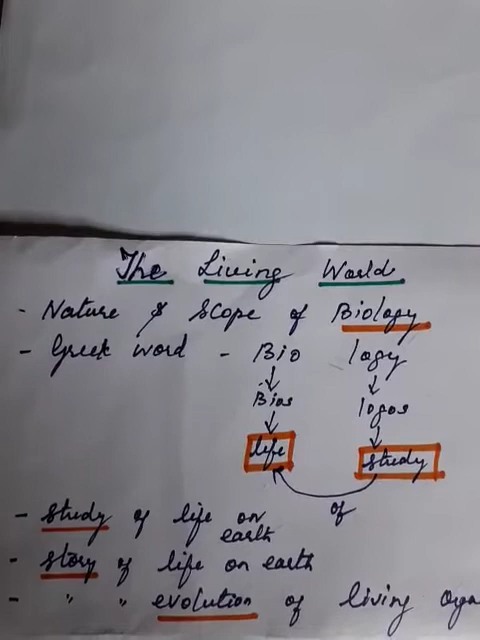 The Living World
- Nature & Scope of Biology
- Greek word - Bio logy
Bios logos
life study
of
- study of life on earth
- story of life on earth
- " " evolution of living orga